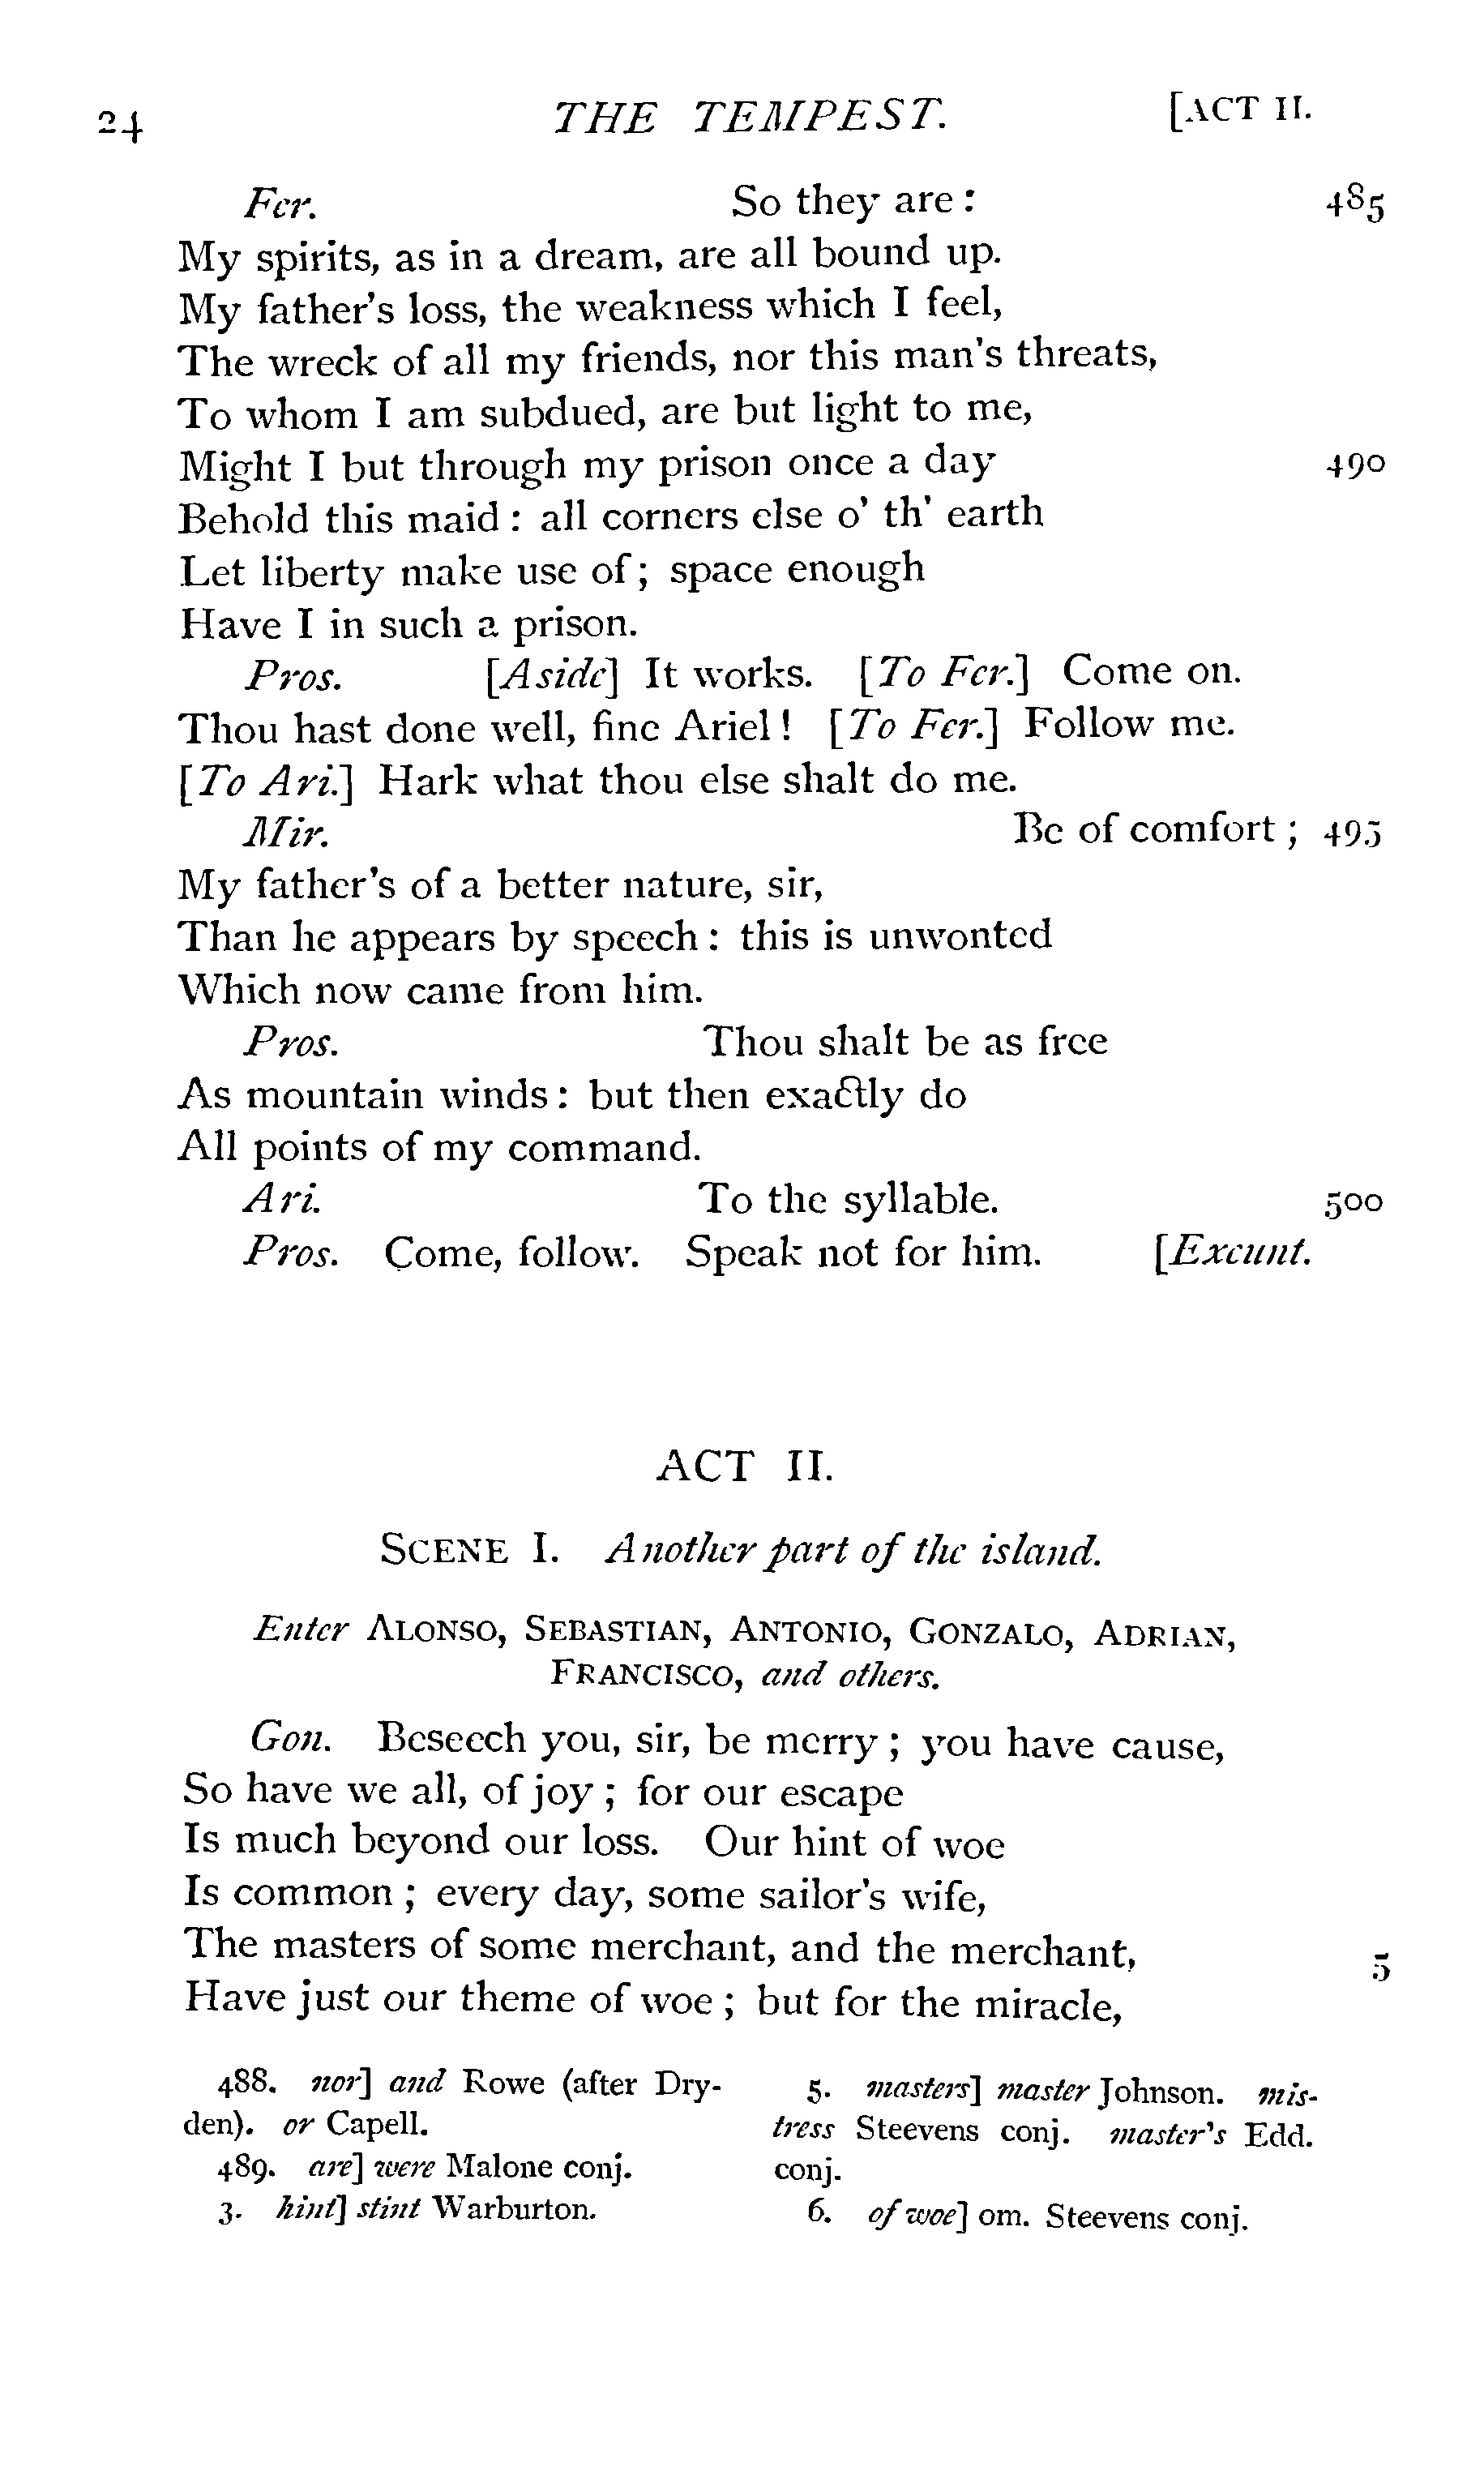 24 THE TEMPEST. [ACT II.
Fer. So they are : 485
My spirits, as in a dream, are all bound up.
My father's loss, the weakness which I feel,
The wreck of all my friends, nor this man's threats,
To whom I am subdued, are but light to me,
Might I but through my prison once a day 490
Behold this maid : all corners else o' th' earth
Let liberty make use of ; space enough
Have I in such a prison.
Pros. [Aside] It works. [To Fer.] Come on.
Thou hast done well, fine Ariel ! [To Fer.] Follow me.
[To Ari.] Hark what thou else shalt do me.
Mir. Be of comfort ; 495
My father's of a better nature, sir,
Than he appears by speech : this is unwonted
Which now came from him.
Pros. Thou shalt be as free
As mountain winds : but then exactly do
All points of my command.
Ari. To the syllable. 500
Pros. Come, follow. Speak not for him. [Exeunt.
ACT II.
SCENE I. Another part of the island.
Enter ALONSO, SEBASTIAN, ANTONIO, GONZALO, ADRIAN,
FRANCISCO, and others.
Gon. Beseech you, sir, be merry ; you have cause,
So have we all, of joy ; for our escape
Is much beyond our loss. Our hint of woe
Is common ; every day, some sailor's wife,
The masters of some merchant, and the merchant, 5
Have just our theme of woe ; but for the miracle,
488. nor] and Rowe (after Dry-
den). or Capell.
489. are] were Malone conj.
3. hint] stint Warburton.
5. masters] master Johnson. mis-
tress Steevens conj. master's Edd.
conj.
6. of woe] om. Steevens conj.